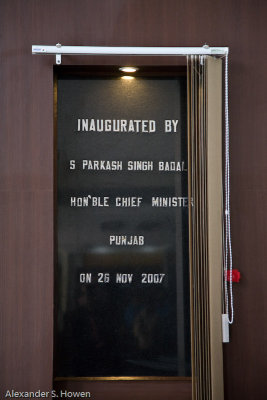 INAUGURATED BY
S PARKASH SINGH BADAL
HON'BLE CHIEF MINISTER
PUNJAB
ON 26 NOV 2007
Alexander S. Howen